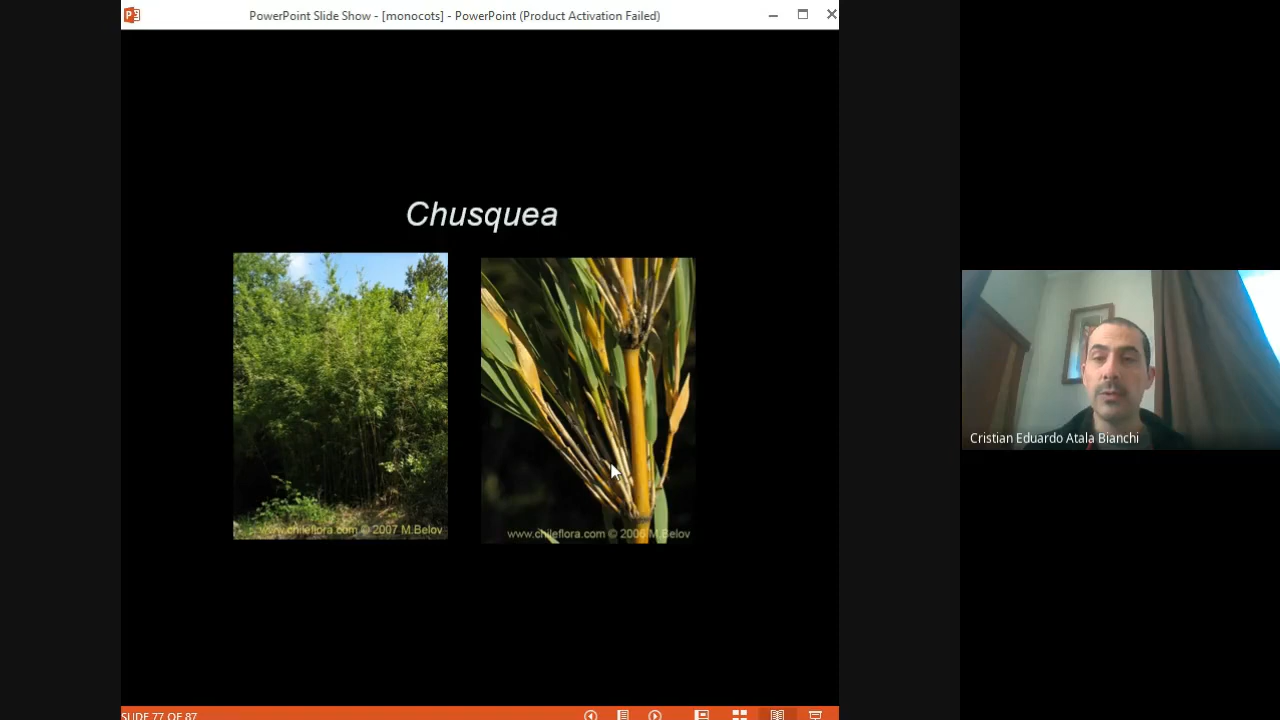 PowerPoint Slide Show - [monocots] - PowerPoint (Product Activation Failed)
Chusquea
www.chileflora.com © 2007 M.Belov
www.chileflora.com © 2006 M.Belov
Cristian Eduardo Atala Bianchi
SLIDE 77 OF 87